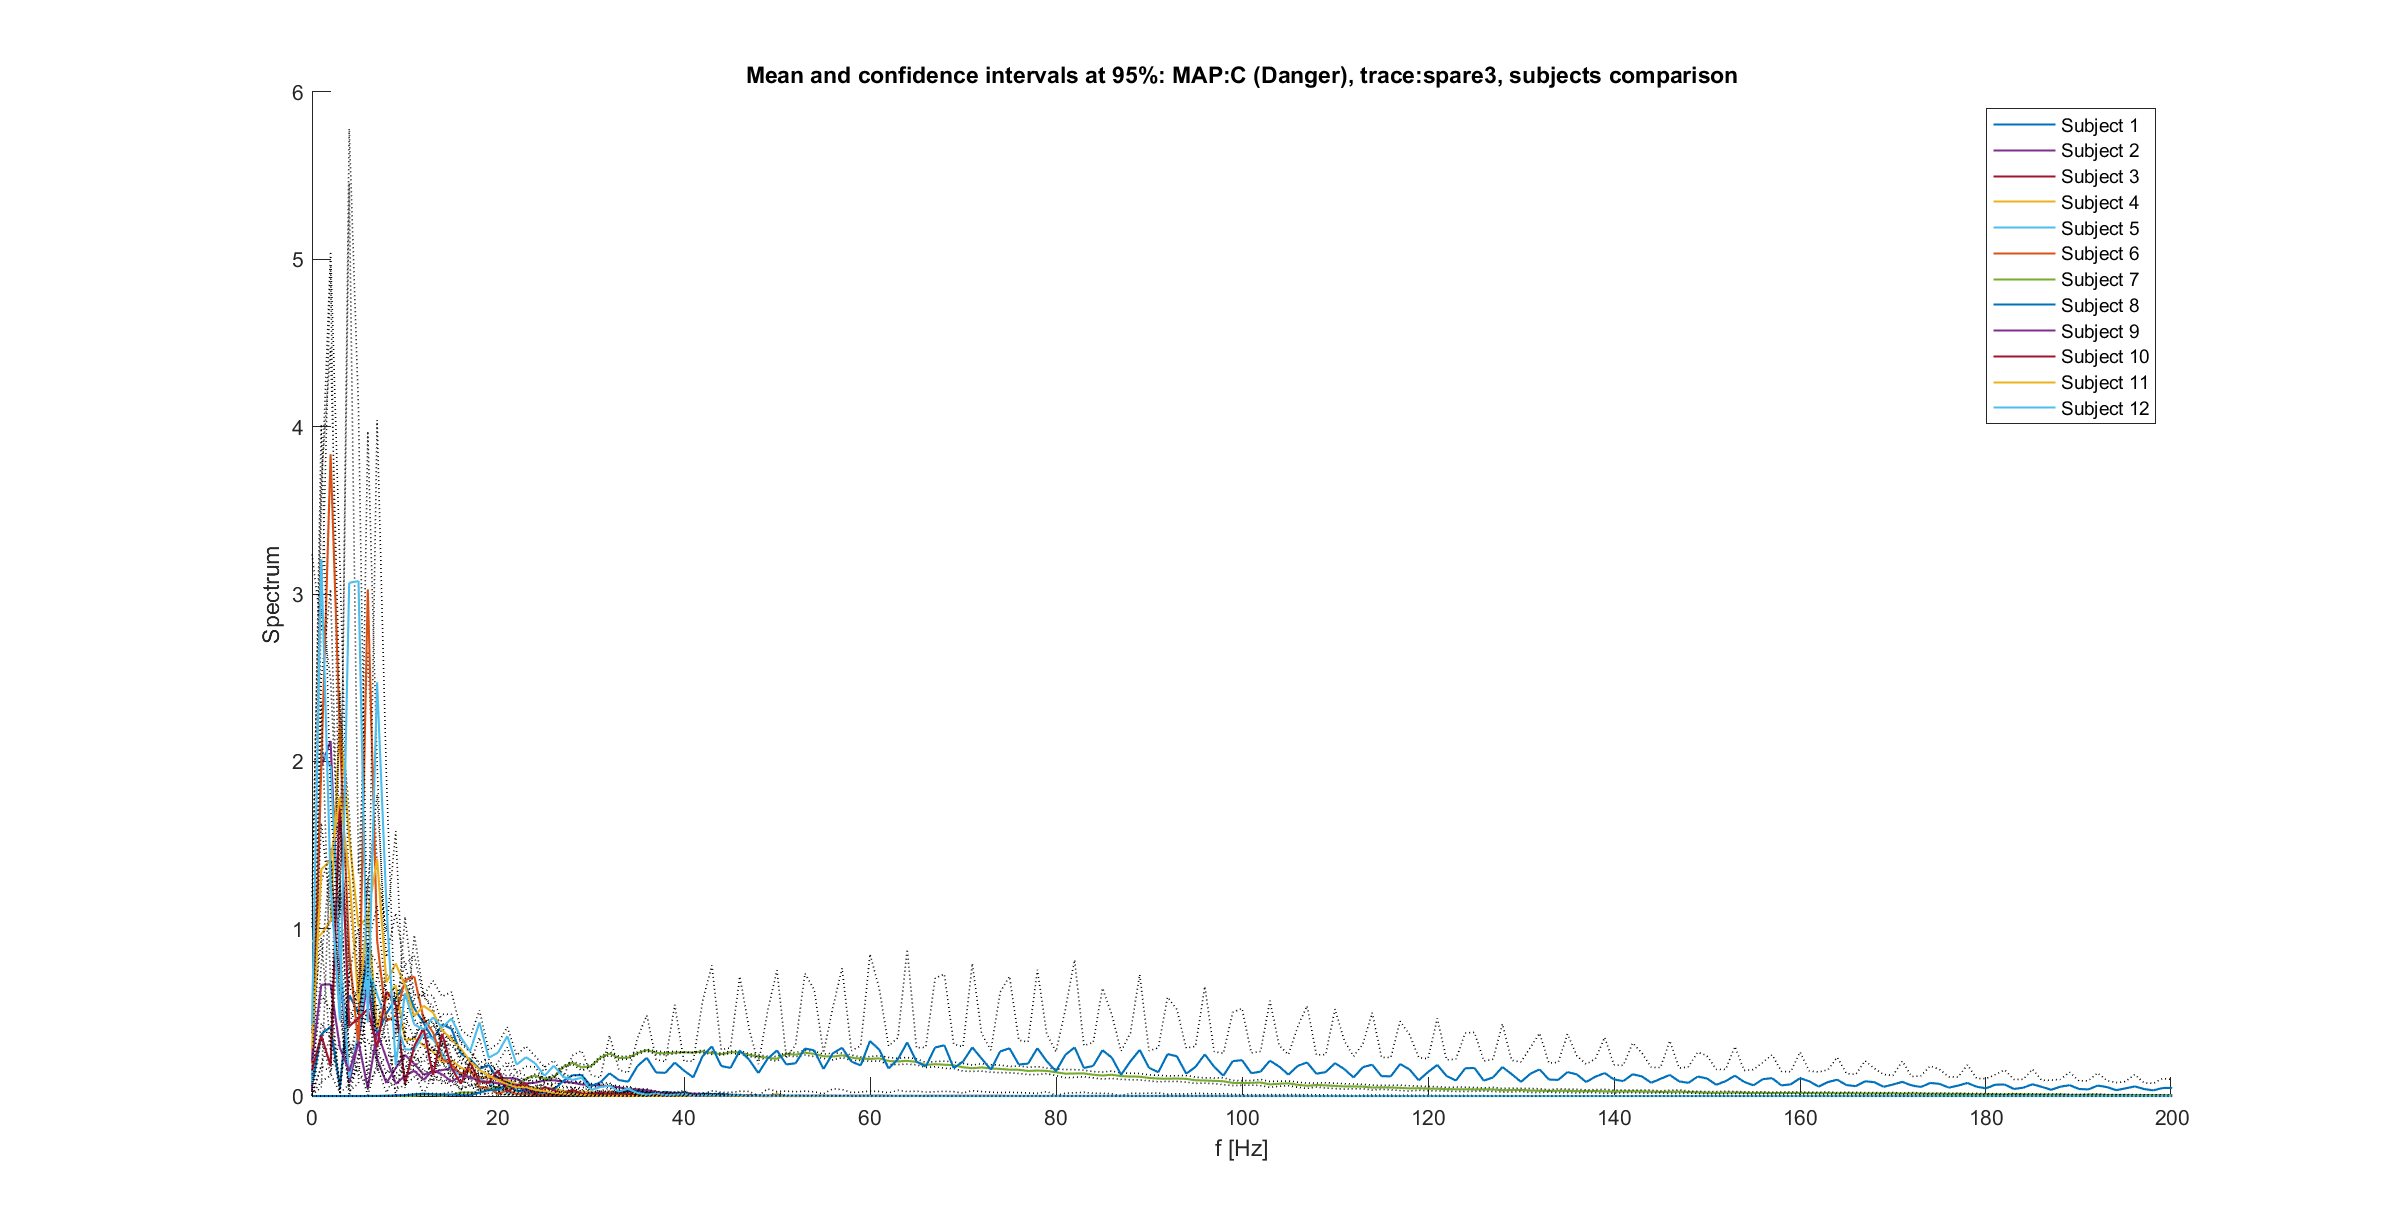 Mean and confidence intervals at 95%: MAP:C (Danger), trace:spare3, subjects comparison
6
5
4
3
2
1
0
Spectrum
Subject 1
Subject 2
Subject 3
Subject 4
Subject 5
Subject 6
Subject 7
Subject 8
Subject 9
Subject 10
Subject 11
Subject 12
0 20 40 60 80 100 120 140 160 180 200
f [Hz]